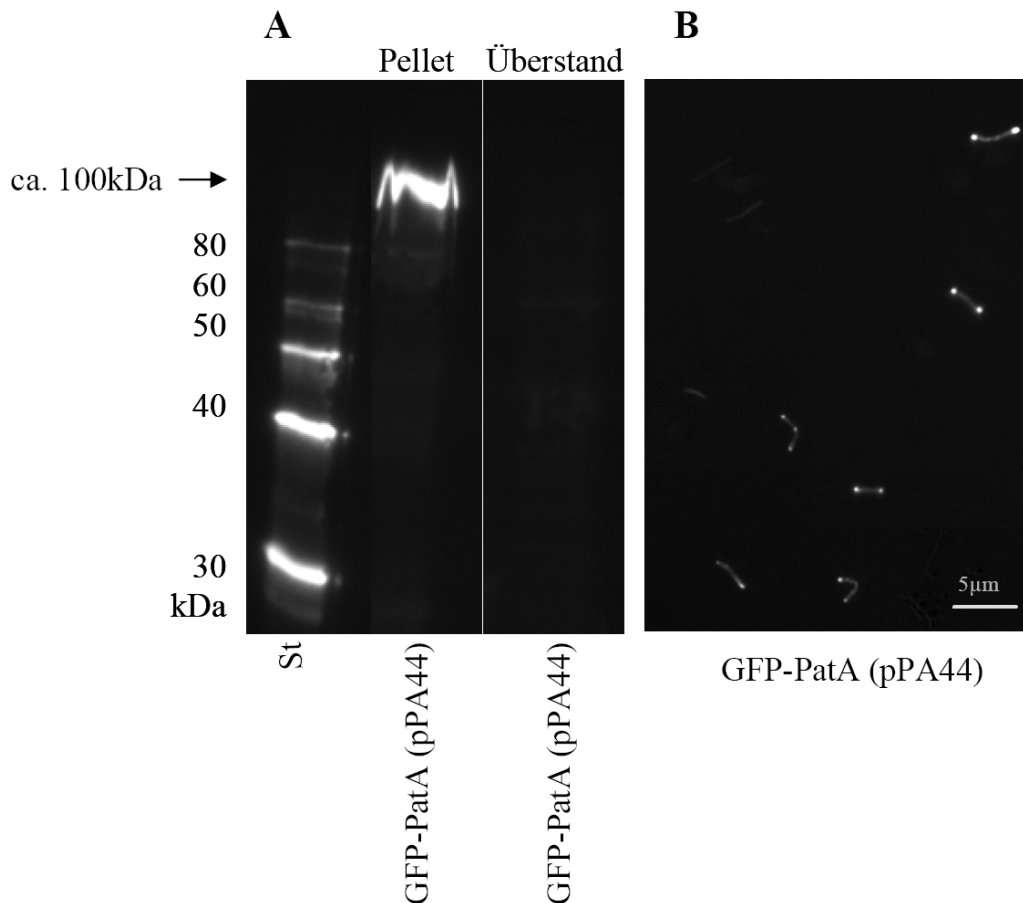 A
B
Pellet
Überstand
ca. 100kDa
80
60
50
40
30
kDa
5µm
St
GFP-PatA (pPA44)
GFP-PatA (pPA44)
GFP-PatA (pPA44)